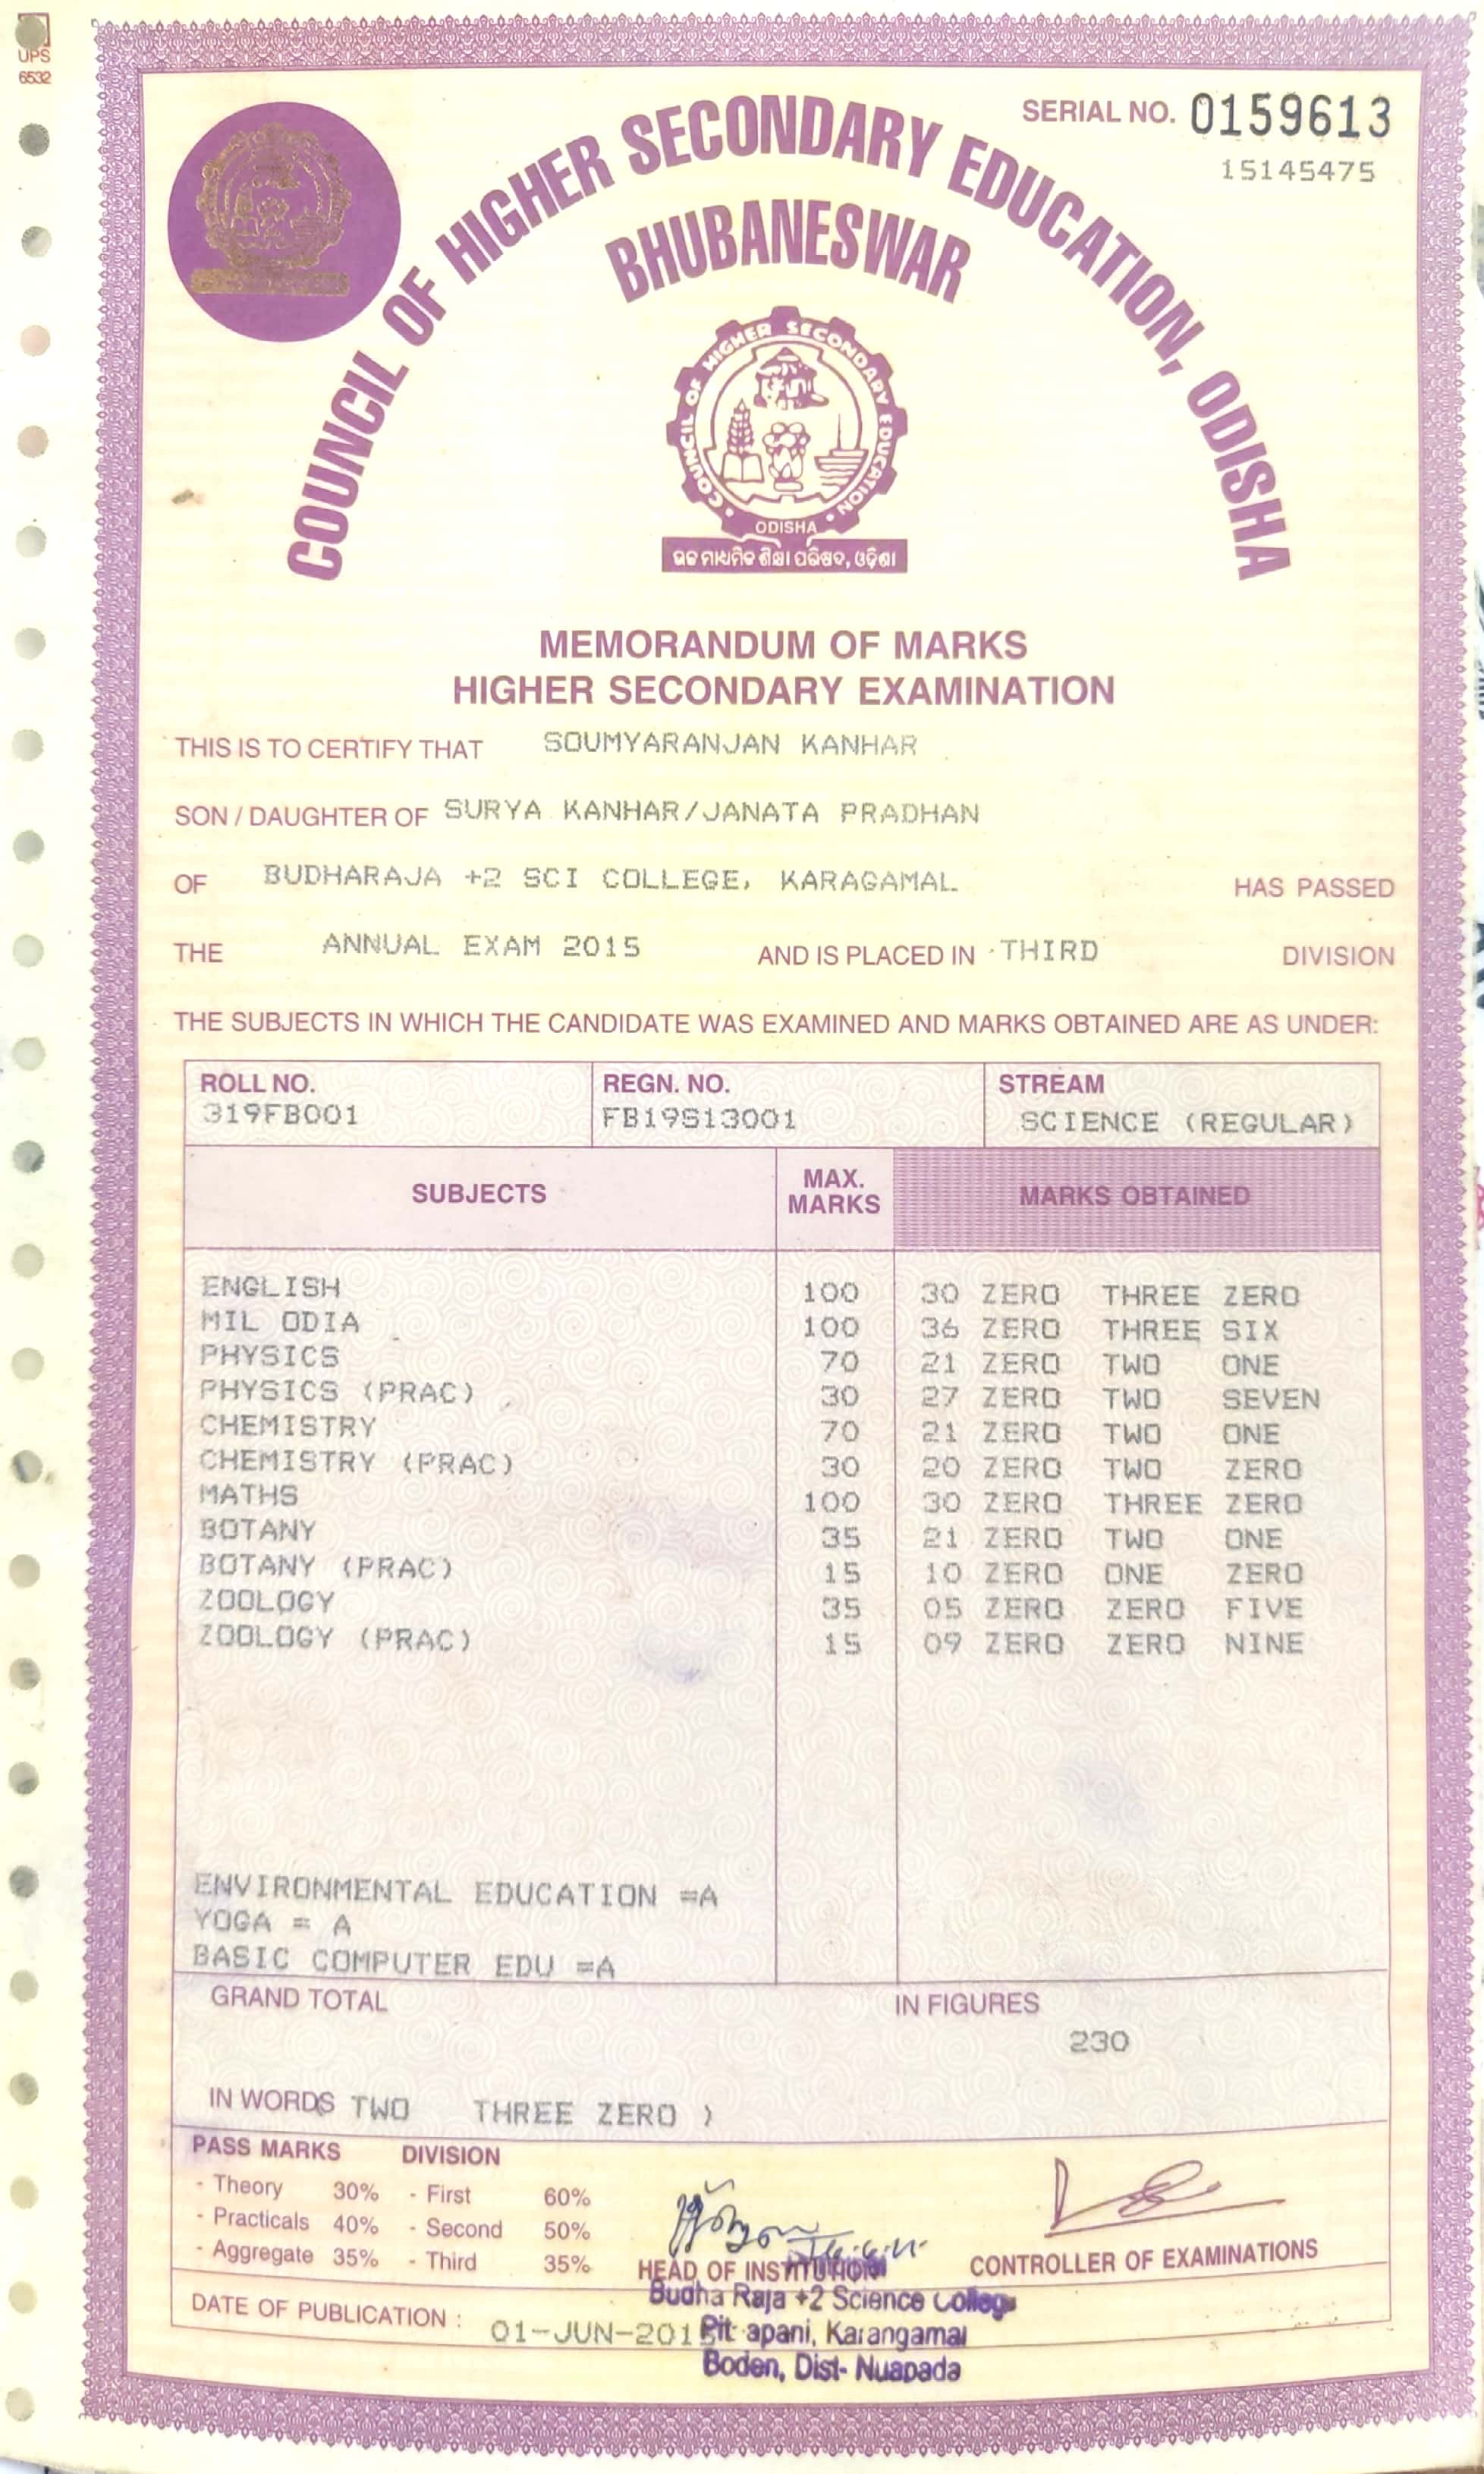 UPS
6532
SERIAL NO. 0159613
15145475
COUNCIL OF HIGHER SECONDARY EDUCATION, ODISHA
BHUBANESWAR
COUNCIL OF HIGHER SECONDARY EDUCATION
ODISHA
ଉଚ୍ଚ ମାଧ୍ୟମିକ ଶିକ୍ଷା ପରିଷଦ, ଓଡ଼ିଶା
MEMORANDUM OF MARKS
HIGHER SECONDARY EXAMINATION
THIS IS TO CERTIFY THAT SOUMYARANJAN KANHAR
SON / DAUGHTER OF SURYA KANHAR/JANATA PRADHAN
OF BUDHARAJA +2 SCI COLLEGE, KARAGAMAL HAS PASSED
THE ANNUAL EXAM 2015 AND IS PLACED IN THIRD DIVISION
THE SUBJECTS IN WHICH THE CANDIDATE WAS EXAMINED AND MARKS OBTAINED ARE AS UNDER:
ROLL NO. REGN. NO. STREAM
319FB001 FB19S13001 SCIENCE (REGULAR)
SUBJECTS MAX. MARKS MARKS OBTAINED
ENGLISH 100 30 ZERO THREE ZERO
MIL ODIA 100 36 ZERO THREE SIX
PHYSICS 70 21 ZERO TWO ONE
PHYSICS (PRAC) 30 27 ZERO TWO SEVEN
CHEMISTRY 70 21 ZERO TWO ONE
CHEMISTRY (PRAC) 30 20 ZERO TWO ZERO
MATHS 100 30 ZERO THREE ZERO
BOTANY 35 21 ZERO TWO ONE
BOTANY (PRAC) 15 10 ZERO ONE ZERO
ZOOLOGY 35 05 ZERO ZERO FIVE
ZOOLOGY (PRAC) 15 09 ZERO ZERO NINE
ENVIRONMENTAL EDUCATION =A
YOGA = A
BASIC COMPUTER EDU =A
GRAND TOTAL IN FIGURES
230
IN WORDS TWO THREE ZERO )
PASS MARKS DIVISION
- Theory 30% - First 60%
- Practicals 40% - Second 50%
- Aggregate 35% - Third 35%
HEAD OF INSTITUTION CONTROLLER OF EXAMINATIONS
Budha Raja +2 Science College
DATE OF PUBLICATION : 01-JUN-2015
apani, Karangamal
Boden, Dist- Nuapada